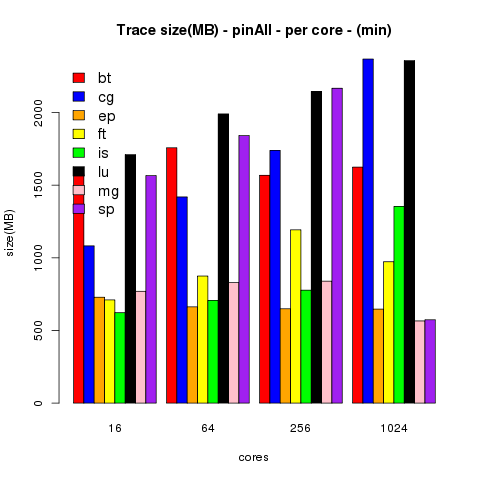 Trace size(MB) - pinAll - per core - (min)
bt
cg
ep
ft
is
lu
mg
sp
size(MB)
2000
1500
1000
500
0
16 64 256 1024
cores